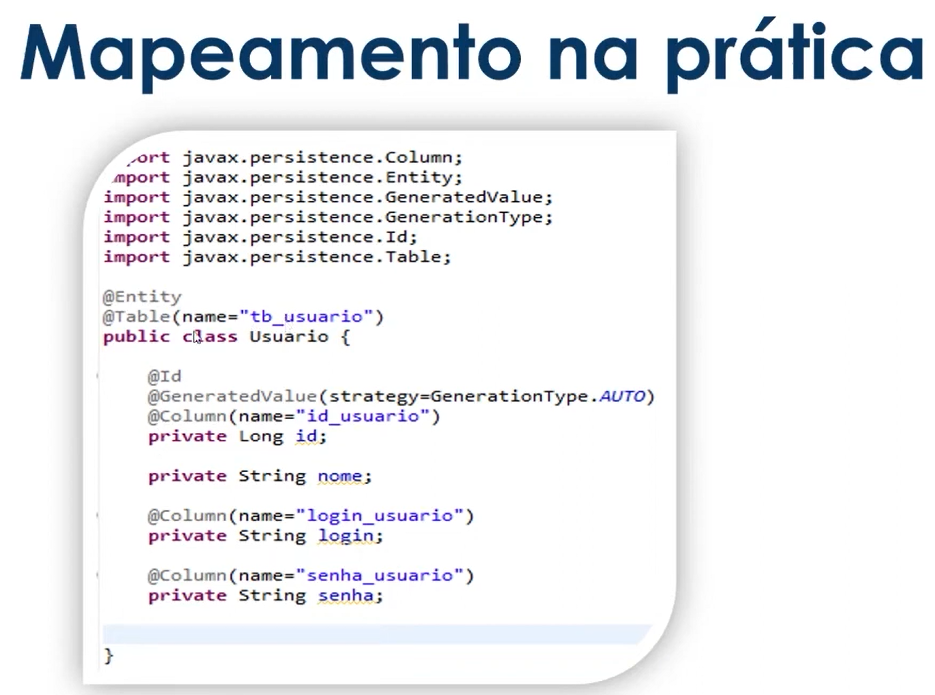 Mapeamento na prática
port javax.persistence.Column;
mport javax.persistence.Entity;
import javax.persistence.GeneratedValue;
import javax.persistence.GenerationType;
import javax.persistence.Id;
import javax.persistence.Table;
@Entity
@Table(name="tb_usuario")
public class Usuario {
@Id
@GeneratedValue(strategy=GenerationType.AUTO)
@Column(name="id_usuario")
private Long id;
private String nome;
@Column(name="login_usuario")
private String login;
@Column(name="senha_usuario")
private String senha;
}